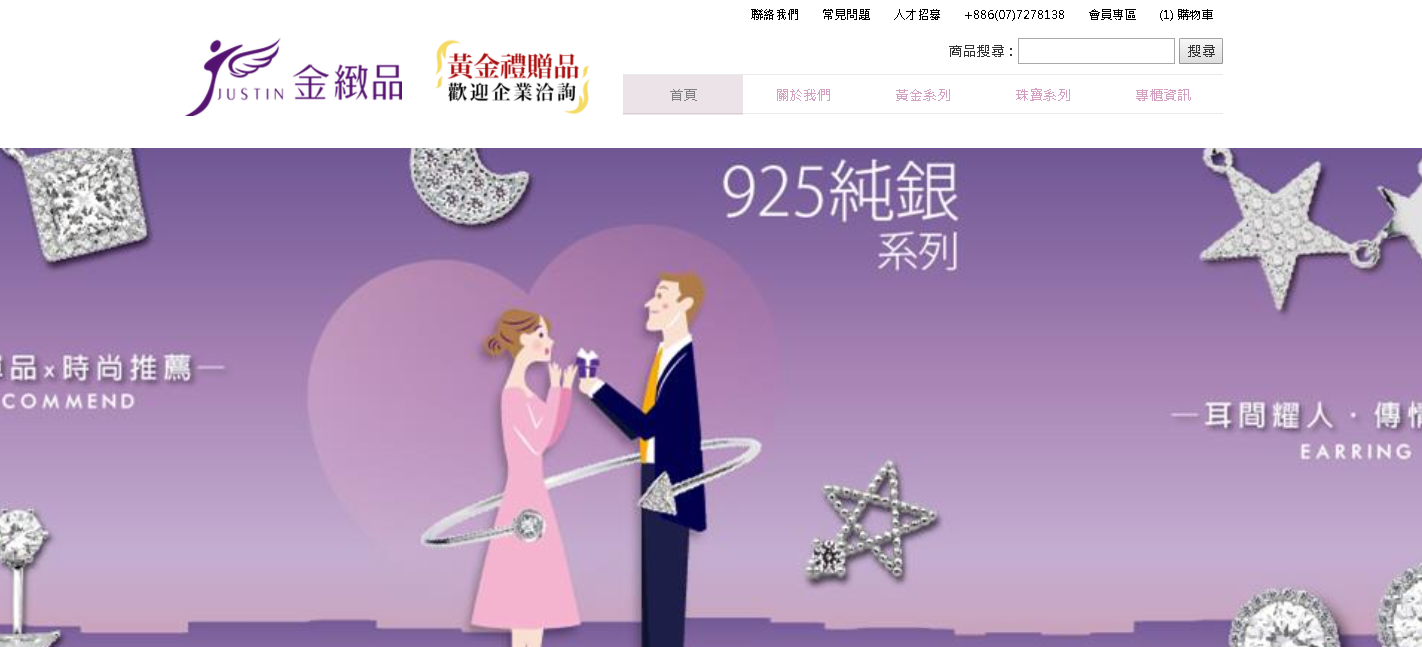 聯絡我們 常見問題 人才招募 +886(07)7278138 會員專區 (1) 購物車
商品搜尋 : 搜尋
JUSTIN 金緻品
黃金禮贈品
歡迎企業洽詢
首頁 關於我們 黃金系列 珠寶系列 專櫃資訊
925純銀
系列
品x時尚推薦—
COMMEND
—耳間耀人．傳情
EARRING